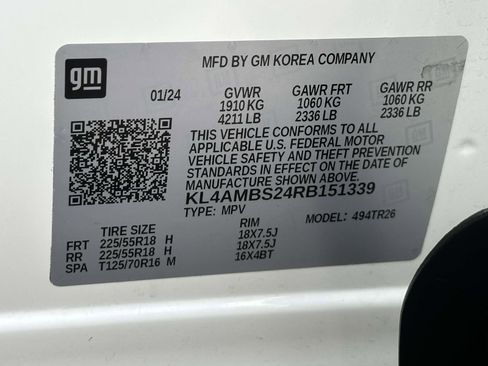 gm
MFD BY GM KOREA COMPANY
01/24 GVWR GAWR FRT GAWR RR
1910 KG 1060 KG 1060 KG
4211 LB 2336 LB 2336 LB
THIS VEHICLE CONFORMS TO ALL
APPLICABLE U.S. FEDERAL MOTOR
VEHICLE SAFETY AND THEFT PREVENTION
STANDARDS IN EFFECT ON THE DATE OF
MANUFACTURE SHOWN ABOVE.
KL4AMBS24RB151339
TYPE: MPV MODEL: 494TR26
TIRE SIZE RIM
FRT 225/55R18 H 18X7.5J
RR 225/55R18 H 18X7.5J
SPA T125/70R16 M 16X4BT